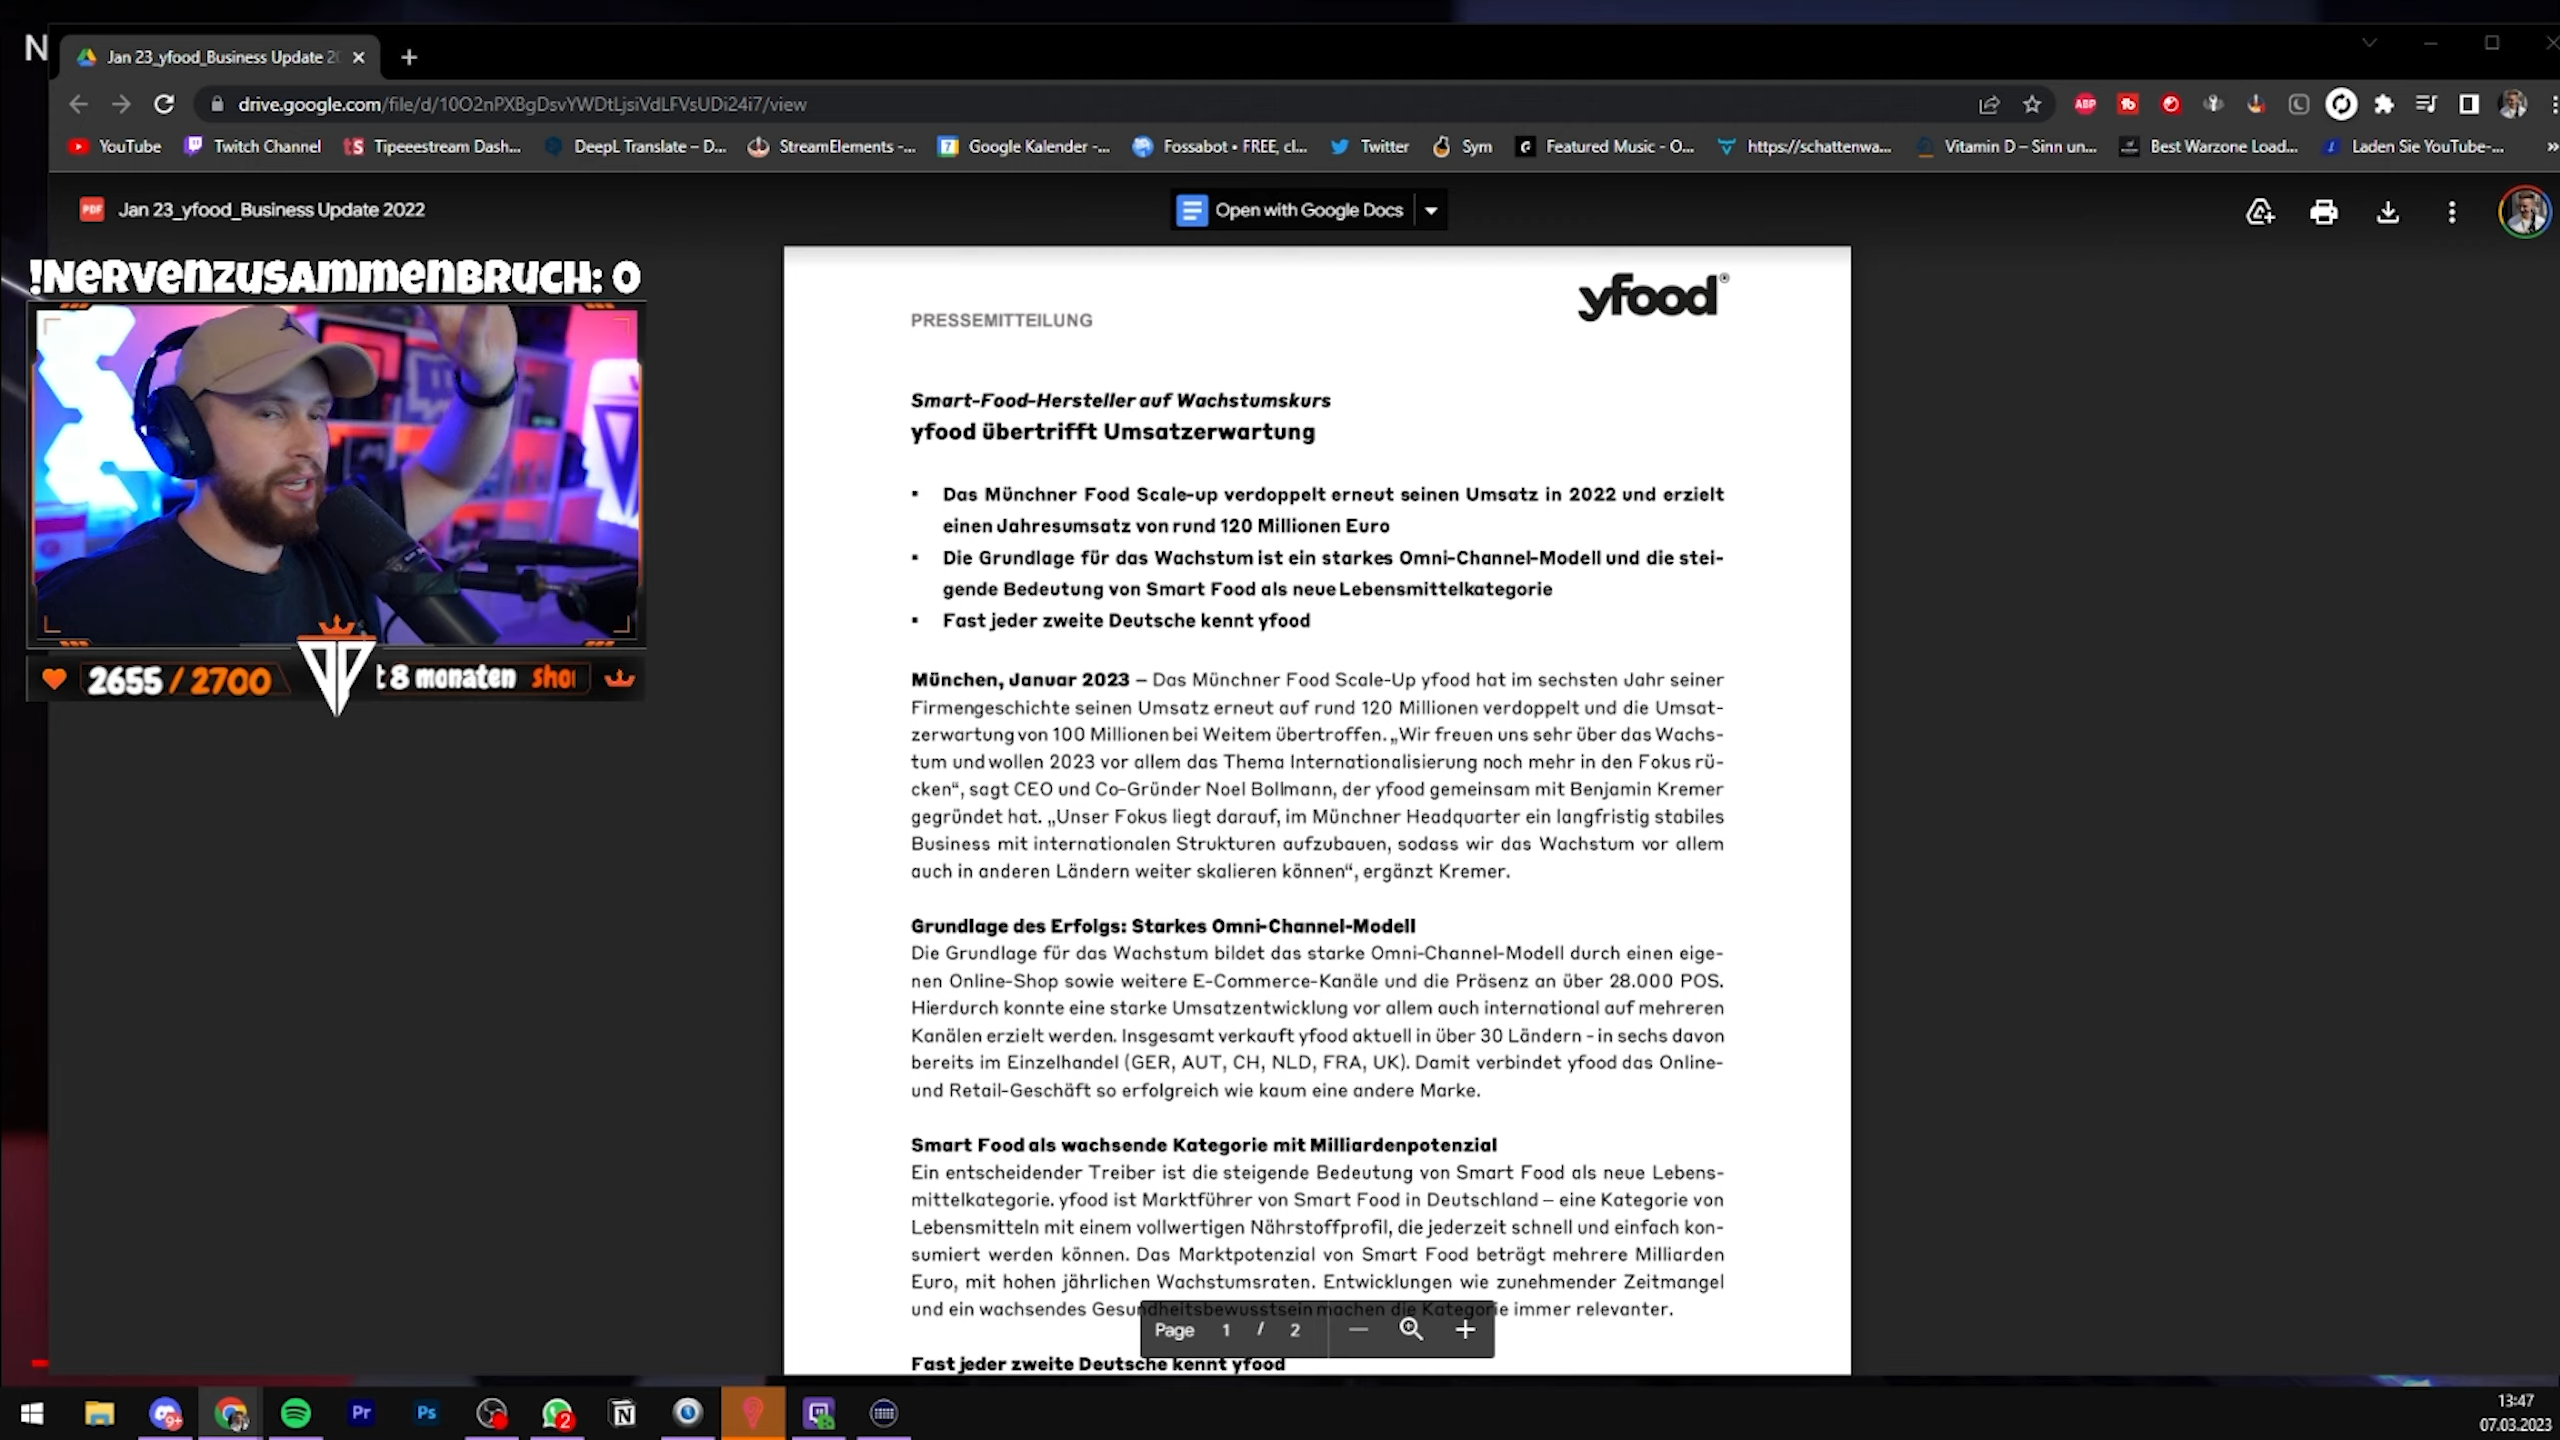 N
Jan 23_yfood_Business Update 20
drive.google.com/file/d/10O2nPXBgDsvYWDtLjsiVdLFVsUDi24i7/view
ABP
YouTube
Twitch Channel
Tipeeestream Dash...
DeepL Translate – D...
StreamElements -...
Google Kalender -...
Fossabot • FREE, cl...
Twitter
Sym
Featured Music - O...
https://schattenwa...
Vitamin D – Sinn un...
Best Warzone Load...
Laden Sie YouTube-...
»
PDF
Jan 23_yfood_Business Update 2022
Open with Google Docs
!Nervenzusammenbruch: 0
2655 / 2700
t 8 monaten
shoi
yfood®
PRESSEMITTEILUNG
Smart-Food-Hersteller auf Wachstumskurs
yfood übertrifft Umsatzerwartung
▪ Das Münchner Food Scale-up verdoppelt erneut seinen Umsatz in 2022 und erzielt
einen Jahresumsatz von rund 120 Millionen Euro
▪ Die Grundlage für das Wachstum ist ein starkes Omni-Channel-Modell und die stei-
gende Bedeutung von Smart Food als neue Lebensmittelkategorie
▪ Fast jeder zweite Deutsche kennt yfood
München, Januar 2023 – Das Münchner Food Scale-Up yfood hat im sechsten Jahr seiner
Firmengeschichte seinen Umsatz erneut auf rund 120 Millionen verdoppelt und die Umsat-
zerwartung von 100 Millionen bei Weitem übertroffen. „Wir freuen uns sehr über das Wachs-
tum und wollen 2023 vor allem das Thema Internationalisierung noch mehr in den Fokus rü-
cken“, sagt CEO und Co-Gründer Noel Bollmann, der yfood gemeinsam mit Benjamin Kremer
gegründet hat. „Unser Fokus liegt darauf, im Münchner Headquarter ein langfristig stabiles
Business mit internationalen Strukturen aufzubauen, sodass wir das Wachstum vor allem
auch in anderen Ländern weiter skalieren können“, ergänzt Kremer.
Grundlage des Erfolgs: Starkes Omni-Channel-Modell
Die Grundlage für das Wachstum bildet das starke Omni-Channel-Modell durch einen eige-
nen Online-Shop sowie weitere E-Commerce-Kanäle und die Präsenz an über 28.000 POS.
Hierdurch konnte eine starke Umsatzentwicklung vor allem auch international auf mehreren
Kanälen erzielt werden. Insgesamt verkauft yfood aktuell in über 30 Ländern - in sechs davon
bereits im Einzelhandel (GER, AUT, CH, NLD, FRA, UK). Damit verbindet yfood das Online-
und Retail-Geschäft so erfolgreich wie kaum eine andere Marke.
Smart Food als wachsende Kategorie mit Milliardenpotenzial
Ein entscheidender Treiber ist die steigende Bedeutung von Smart Food als neue Lebens-
mittelkategorie. yfood ist Marktführer von Smart Food in Deutschland – eine Kategorie von
Lebensmitteln mit einem vollwertigen Nährstoffprofil, die jederzeit schnell und einfach kon-
sumiert werden können. Das Marktpotenzial von Smart Food beträgt mehrere Milliarden
Euro, mit hohen jährlichen Wachstumsraten. Entwicklungen wie zunehmender Zeitmangel
und ein wachsendes Gesundheitsbewusstsein machen die Kategorie immer relevanter.
Page 1 / 2
Fast jeder zweite Deutsche kennt yfood
9+
Pr
Ps
2
N
13:47
07.03.2023